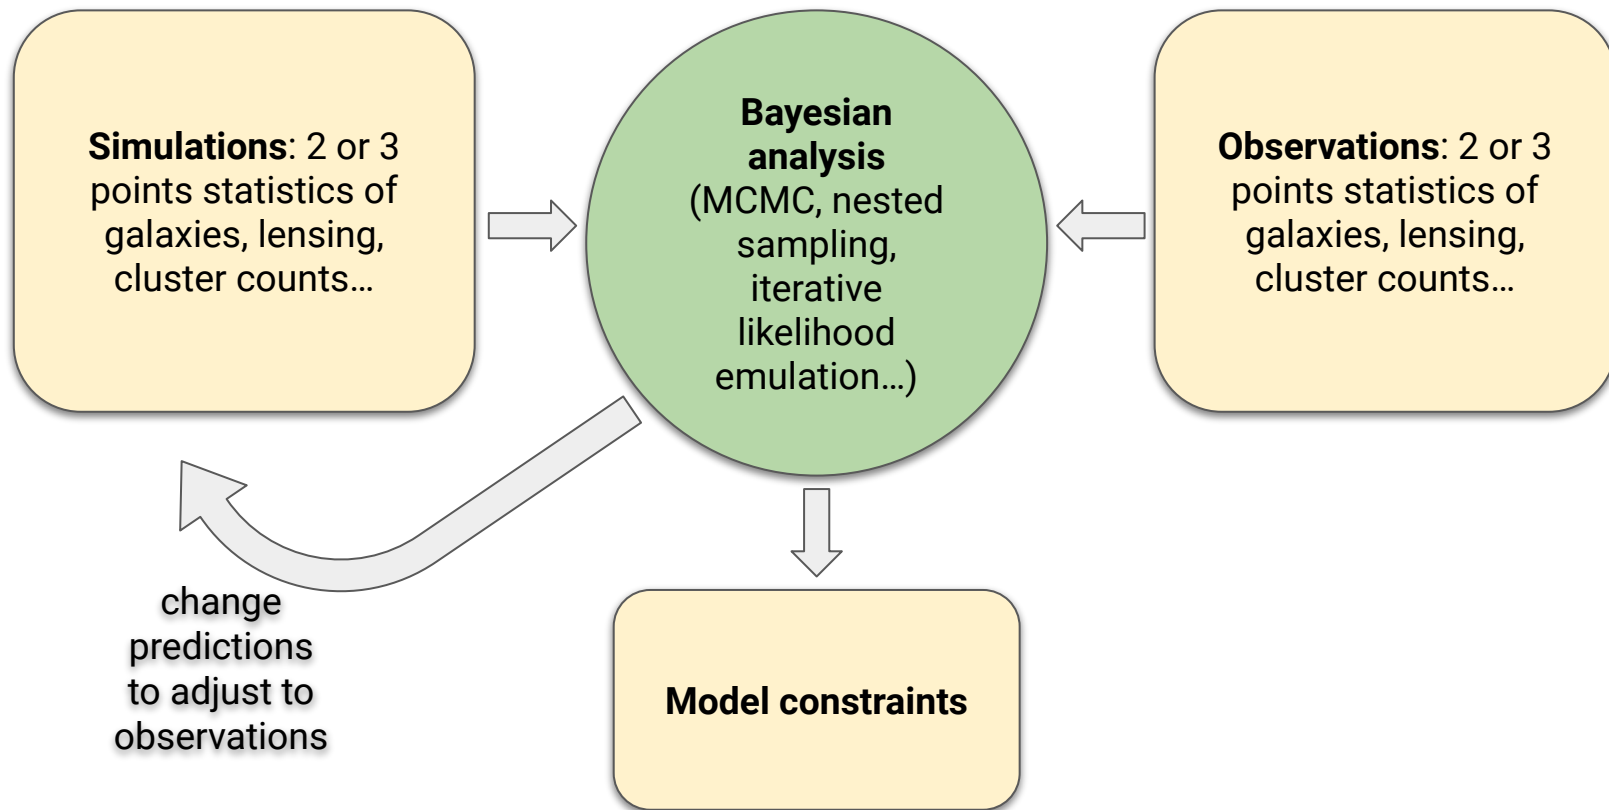 Simulations: 2 or 3
points statistics of
galaxies, lensing,
cluster counts…
Bayesian
analysis
(MCMC, nested
sampling,
iterative
likelihood
emulation…)
Observations: 2 or 3
points statistics of
galaxies, lensing,
cluster counts…
change
predictions
to adjust to
observations
Model constraints